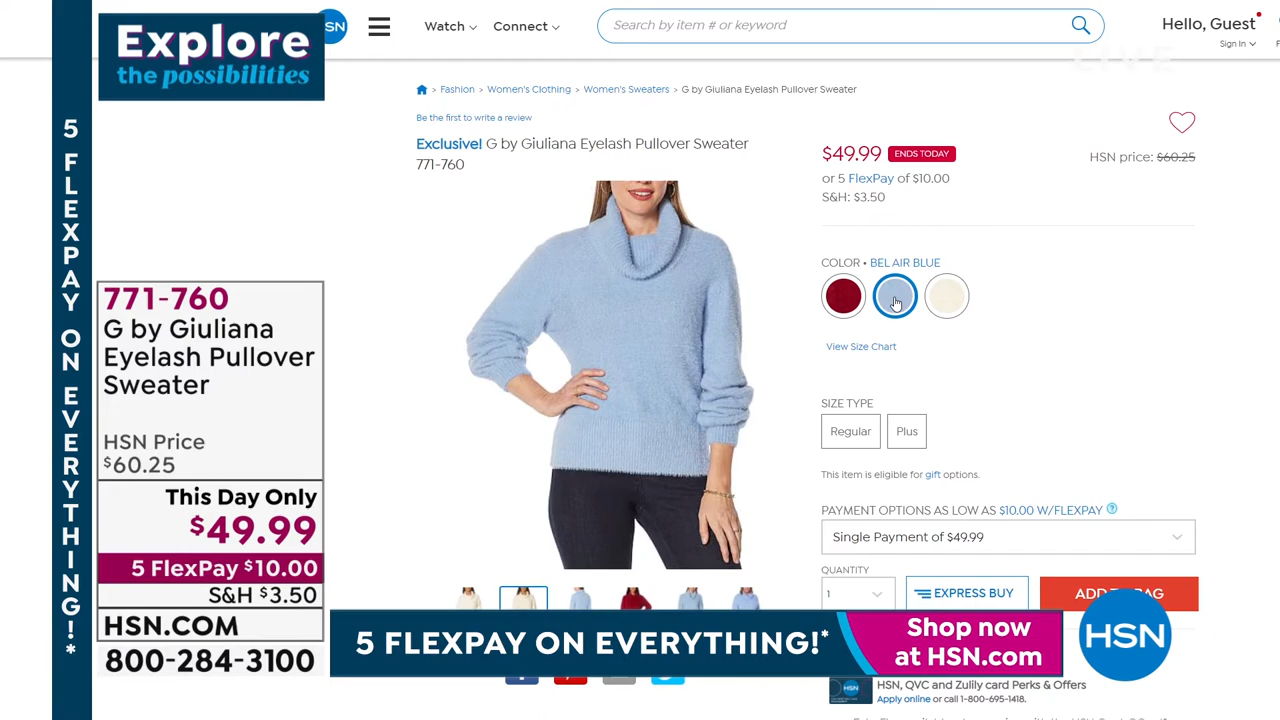 Explore
the possibilities
5 FLEXPAY ON EVERYTHING!*
771-760
G by Giuliana
Eyelash Pullover
Sweater
HSN Price
$60.25
This Day Only
$49.99
5 FlexPay $10.00
S&H $3.50
HSN.COM
800-284-3100
SN
Watch
Connect
Search by item # or keyword
Hello, Guest
Sign In
LIVE
> Fashion > Women's Clothing > Women's Sweaters > G by Giuliana Eyelash Pullover Sweater
Be the first to write a review
Exclusive! G by Giuliana Eyelash Pullover Sweater
771-760
$49.99 ENDS TODAY
HSN price: $60.25
or 5 FlexPay of $10.00
S&H: $3.50
COLOR • BEL AIR BLUE
View Size Chart
SIZE TYPE
Regular
Plus
This item is eligible for gift options.
PAYMENT OPTIONS AS LOW AS $10.00 W/FLEXPAY ?
Single Payment of $49.99
QUANTITY
1
EXPRESS BUY
5 FLEXPAY ON EVERYTHING!*
Shop now
at HSN.com
HSN
HSN
HSN, QVC and Zulily card Perks & Offers
Apply online or call 1-800-695-1418.